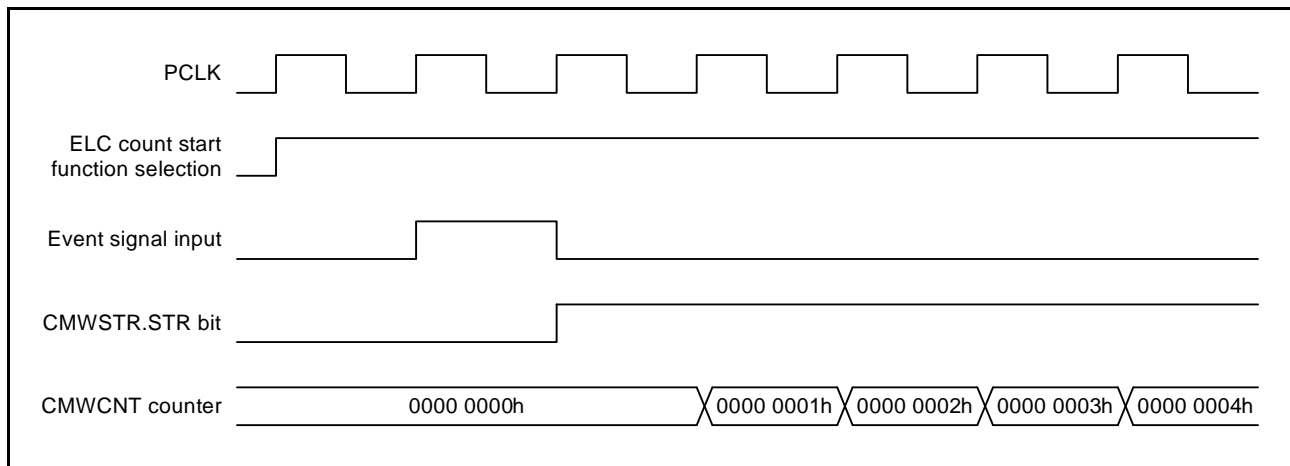 PCLK
ELC count start
function selection
Event signal input
CMWSTR.STR bit
CMWCNT counter
0000 0000h
0000 0001h
0000 0002h
0000 0003h
0000 0004h